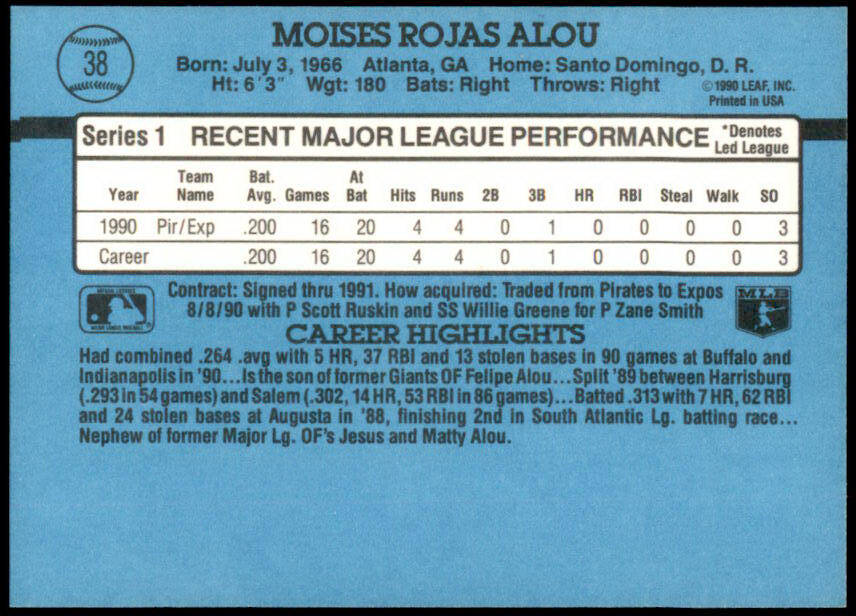 38
MOISES ROJAS ALOU
Born: July 3, 1966 Atlanta, GA Home: Santo Domingo, D. R.
Ht: 6'3" Wgt: 180 Bats: Right Throws: Right
©1990 LEAF, INC.
Printed in USA
Series 1 RECENT MAJOR LEAGUE PERFORMANCE *Denotes Led League
Year Team Name Bat. Avg. Games At Bat Hits Runs 2B 3B HR RBI Steal Walk SO
1990 Pir/Exp .200 16 20 4 4 0 1 0 0 0 0 3
Career .200 16 20 4 4 0 1 0 0 0 0 3
Contract: Signed thru 1991. How acquired: Traded from Pirates to Expos
8/8/90 with P Scott Ruskin and SS Willie Greene for P Zane Smith
MLB
CAREER HIGHLIGHTS
Had combined .264 .avg with 5 HR, 37 RBI and 13 stolen bases in 90 games at Buffalo and
Indianapolis in '90...Is the son of former Giants OF Felipe Alou...Split '89 between Harrisburg
(.293 in 54 games) and Salem (.302, 14 HR, 53 RBI in 86 games)...Batted .313 with 7 HR, 62 RBI
and 24 stolen bases at Augusta in '88, finishing 2nd in South Atlantic Lg. batting race...
Nephew of former Major Lg. OF's Jesus and Matty Alou.